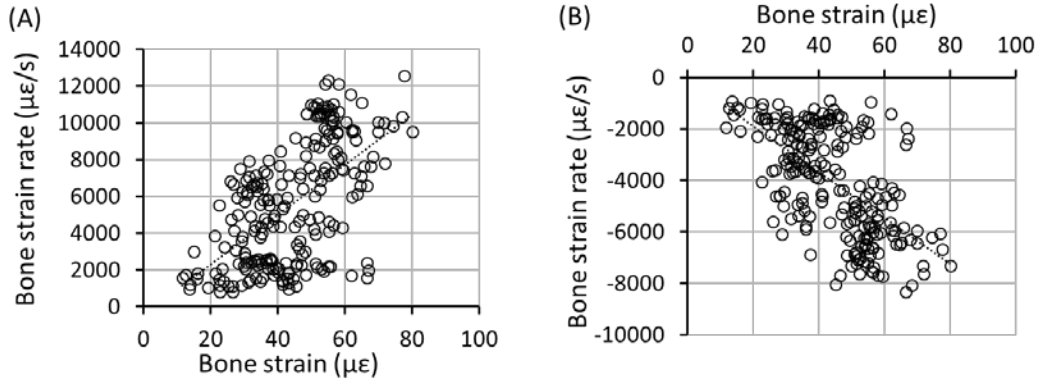 (A)
Bone strain rate (με/s)
14000
12000
10000
8000
6000
4000
2000
0
0 20 40 60 80 100
Bone strain (με)
(B)
Bone strain (με)
0 20 40 60 80 100
Bone strain rate (με/s)
0
-2000
-4000
-6000
-8000
-10000